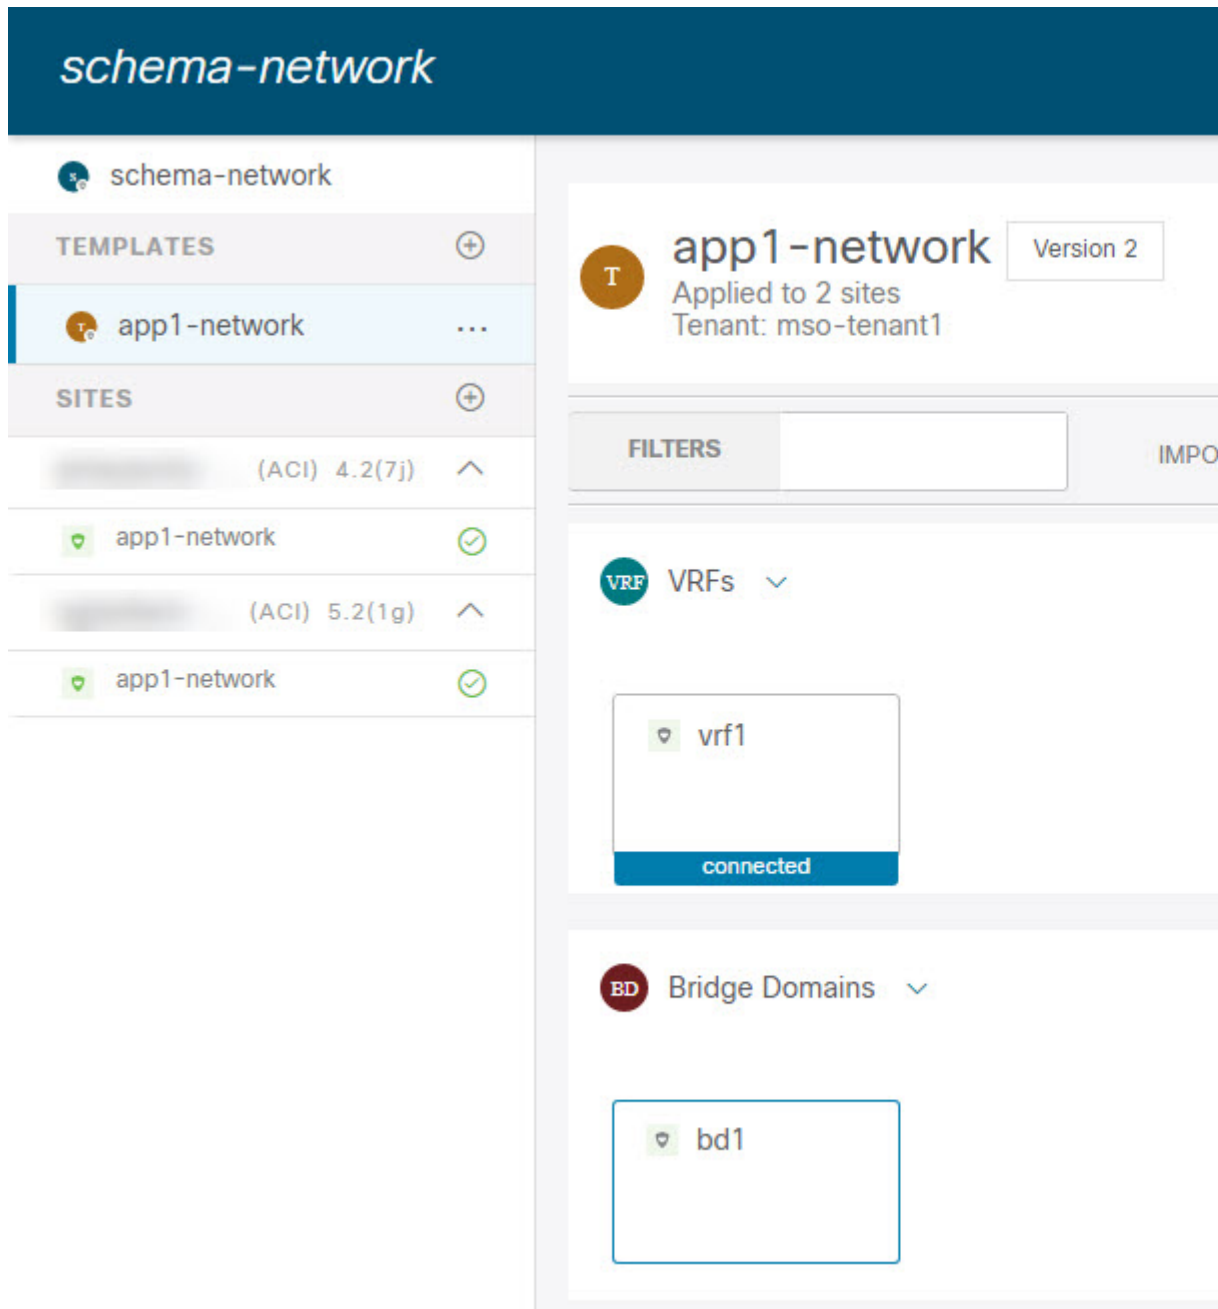 schema-network
schema-network
TEMPLATES
app1-network
SITES
(ACI) 4.2(7j)
app1-network
(ACI) 5.2(1g)
app1-network
T
app1-network
Version 2
Applied to 2 sites
Tenant: mso-tenant1
FILTERS
IMPO
VRF VRFs
vrf1
connected
BD Bridge Domains
bd1